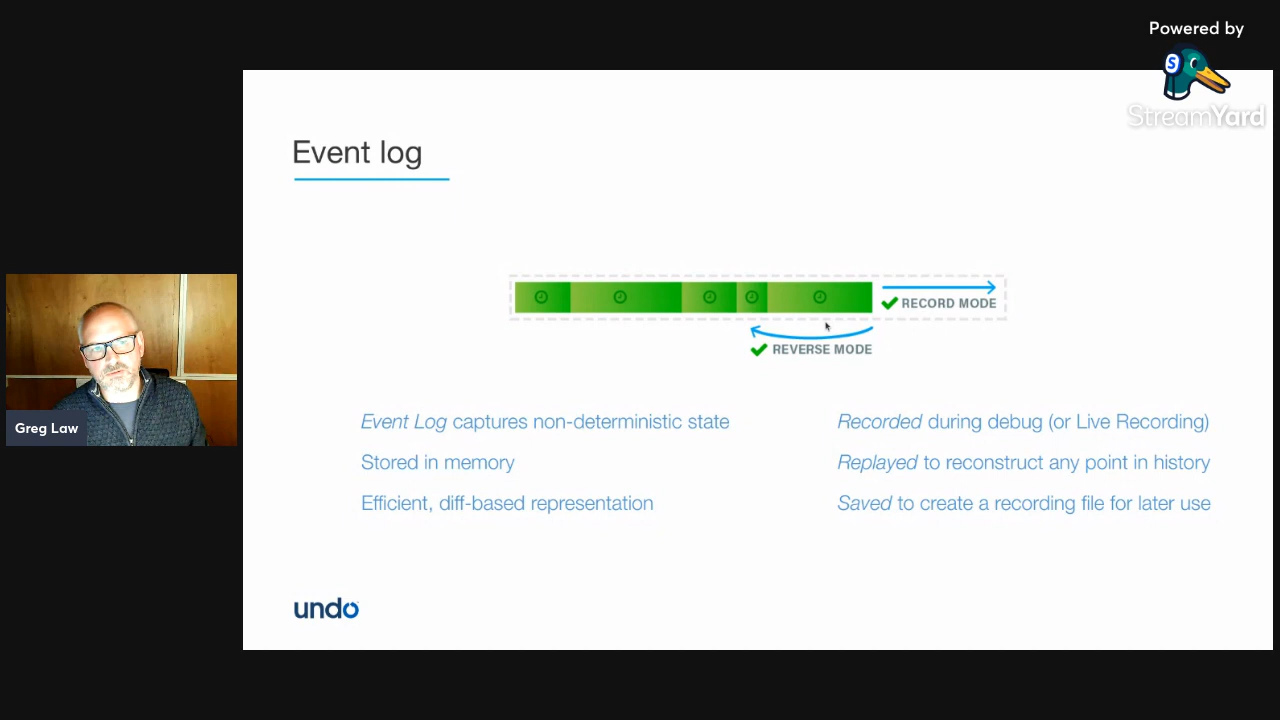 Powered by
S
StreamYard
Event log
RECORD MODE
REVERSE MODE
Event Log captures non-deterministic state
Stored in memory
Efficient, diff-based representation
Recorded during debug (or Live Recording)
Replayed to reconstruct any point in history
Saved to create a recording file for later use
Greg Law
undo